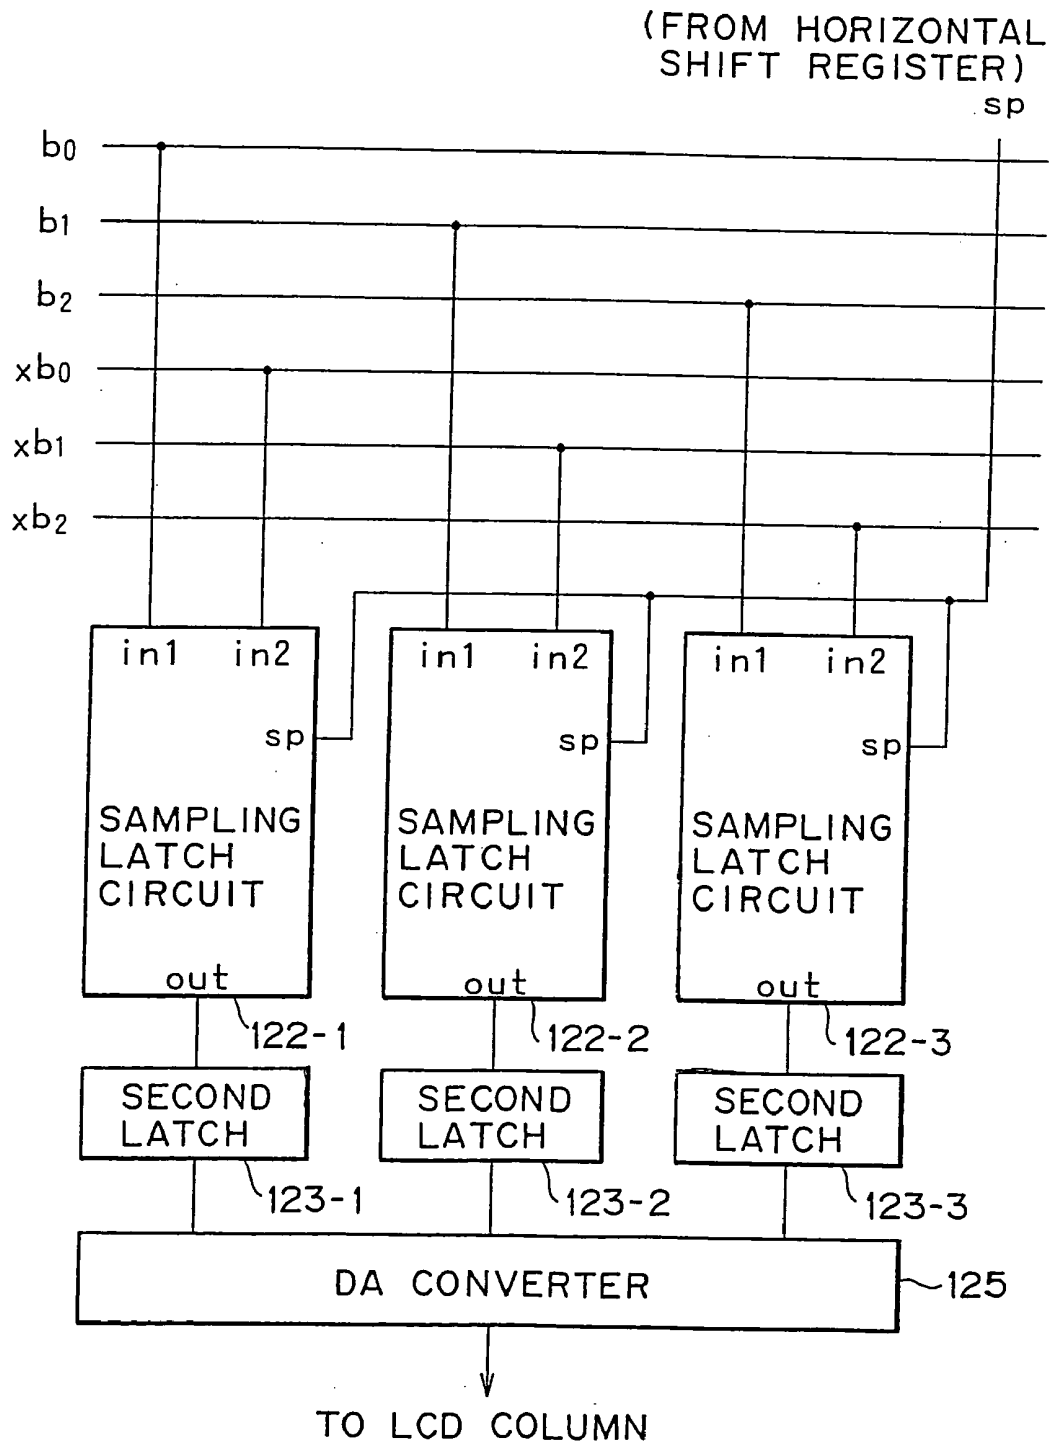 (FROM HORIZONTAL
SHIFT REGISTER)
sp
b0
b1
b2
xb0
xb1
xb2
in1 in2
in1 in2
in1 in2
sp
sp
sp
SAMPLING
LATCH
CIRCUIT
SAMPLING
LATCH
CIRCUIT
SAMPLING
LATCH
CIRCUIT
out
out
out
122-1
122-2
122-3
SECOND
LATCH
SECOND
LATCH
SECOND
LATCH
123-1
123-2
123-3
DA CONVERTER
125
TO LCD COLUMN